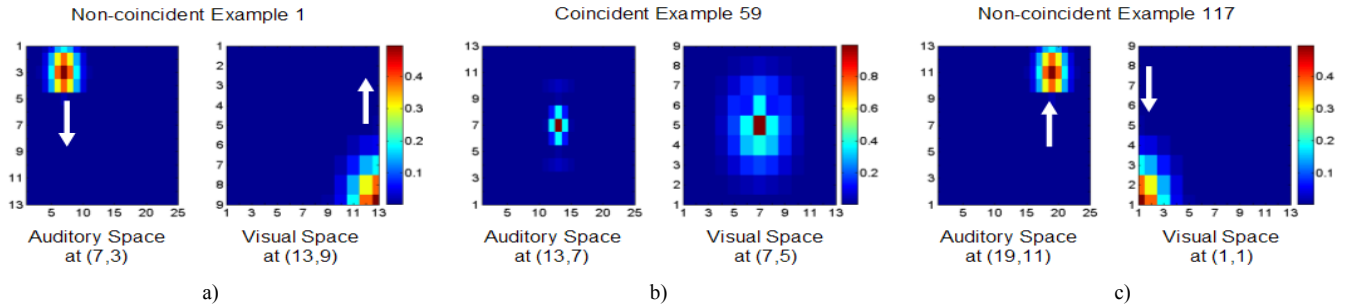 Non-coincident Example 1
1
3
5
7
9
11
13
5 10 15 20 25
Auditory Space
at (7,3)
1
2
3
4
5
6
7
8
9
1 3 5 7 9 11 13
Visual Space
at (13,9)
0.4
0.3
0.2
0.1
a)
Coincident Example 59
13
11
9
7
5
3
1
5 10 15 20 25
Auditory Space
at (13,7)
9
8
7
6
5
4
3
2
1
1 3 5 7 9 11 13
Visual Space
at (7,5)
0.8
0.6
0.4
0.2
b)
Non-coincident Example 117
13
11
9
7
5
3
1
5 10 15 20 25
Auditory Space
at (19,11)
9
8
7
6
5
4
3
2
1
1 3 5 7 9 11 13
Visual Space
at (1,1)
0.4
0.3
0.2
0.1
c)